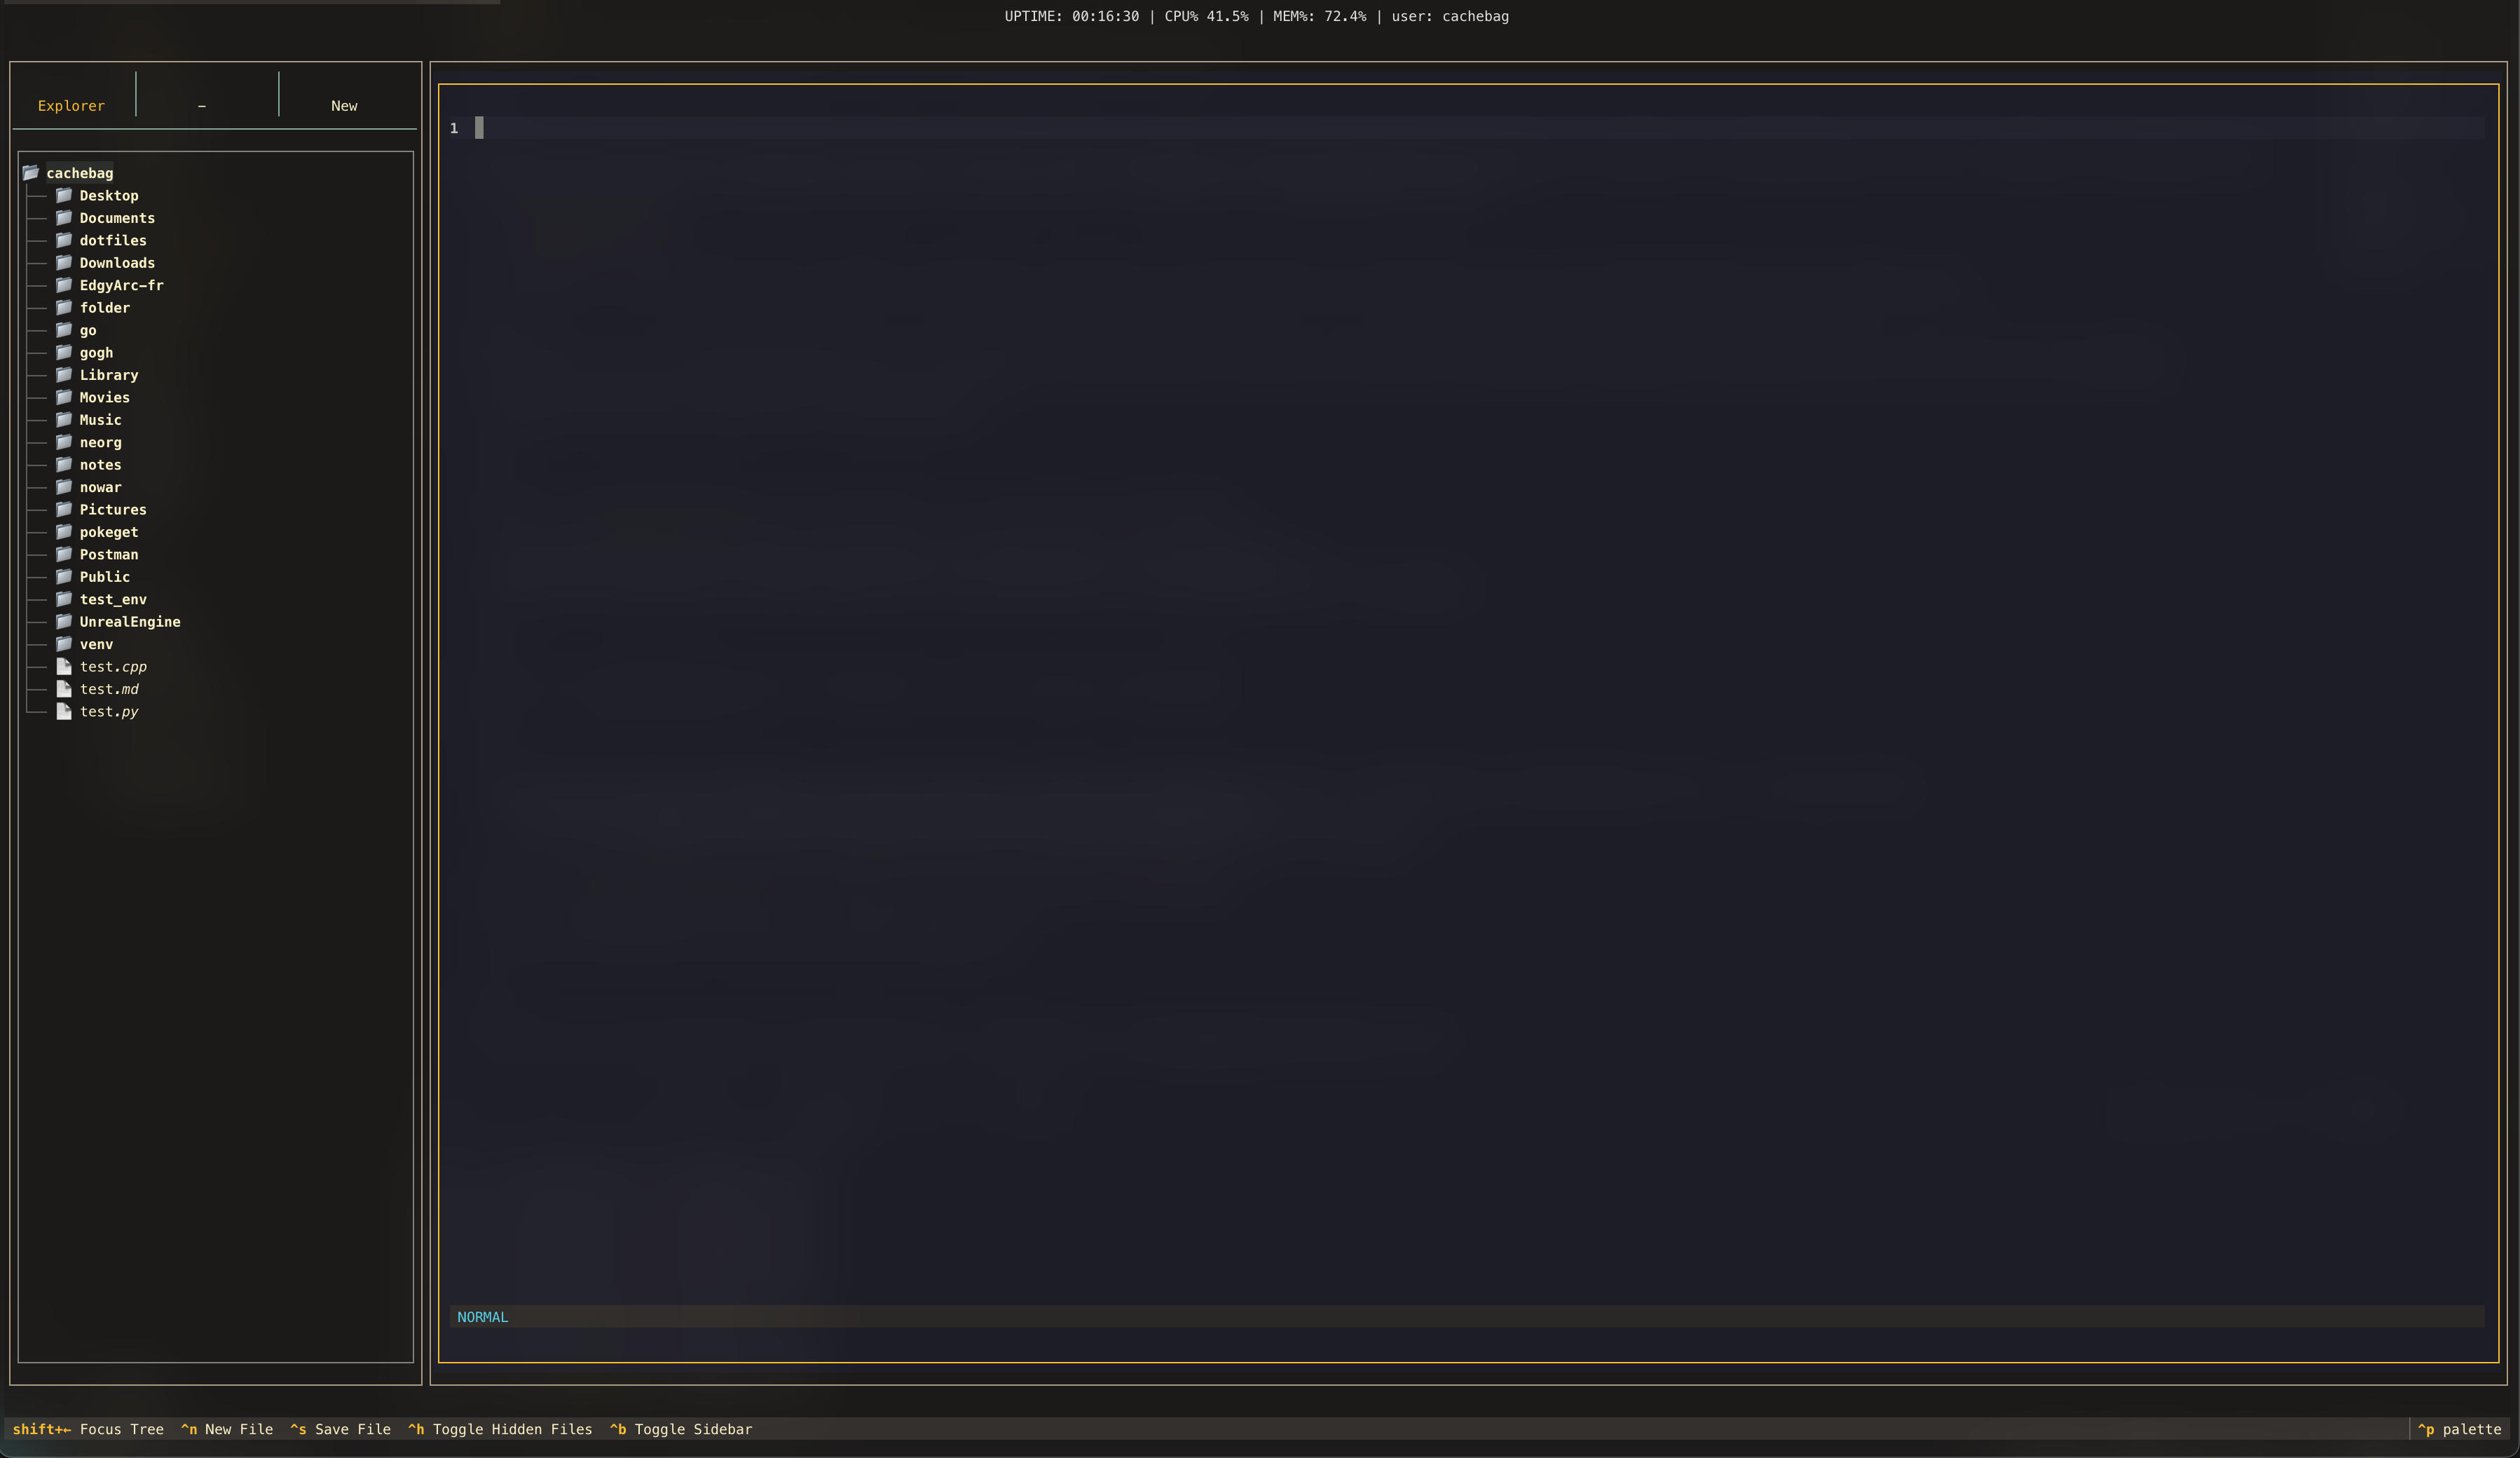 UPTIME: 00:16:30 | CPU% 41.5% | MEM%: 72.4% | user: cachebag
Explorer – New
cachebag
Desktop
Documents
dotfiles
Downloads
EdgyArc-fr
folder
go
gogh
Library
Movies
Music
neorg
notes
nowar
Pictures
pokeget
Postman
Public
test_env
UnrealEngine
venv
test.cpp
test.md
test.py
1
NORMAL
shift+← Focus Tree ^n New File ^s Save File ^h Toggle Hidden Files ^b Toggle Sidebar ^p palette